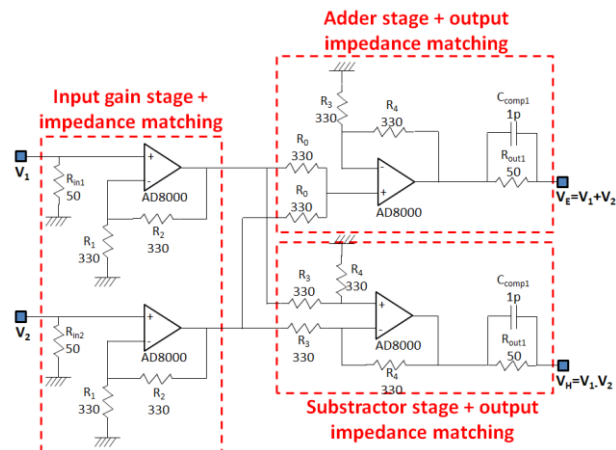 Adder stage + output
impedance matching
Input gain stage +
impedance matching
R3
330
R4
330
Ccomp1
1p
R0
330
Rout1
50
-
+
AD8000
R0
330
VE=V1+V2
V1
Rin1
50
+
-
AD8000
R1
330
R2
330
R3
330
R4
330
+
-
AD8000
R3
330
R4
330
Ccomp1
1p
Rout1
50
VH=V1.V2
V2
Rin2
50
+
-
AD8000
R1
330
R2
330
Substractor stage + output
impedance matching